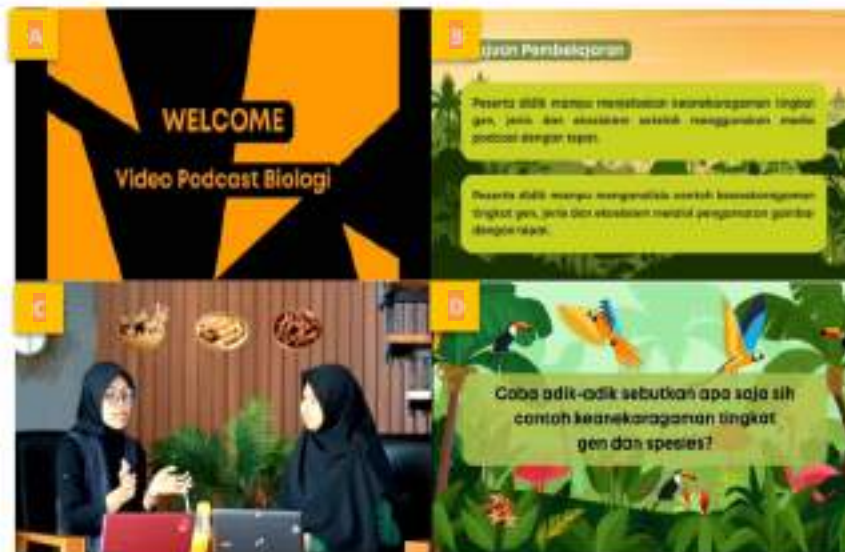 A
WELCOME
Video Podcast Biologi
B
juan Pembelajaran
Peserta didik mampu menjelaskan keanekaragaman tingkat
gen, jenis dan ekosistem setelah menggunakan media
podcast dengan tepat.
Peserta didik mampu menganalisis contoh keanekaragaman
tingkat gen, jenis dan ekosistem melalui pengamatan gambar
dengan tepat.
C
D
Coba adik-adik sebutkan apa saja sih
contoh keanekaragaman tingkat
gen dan spesies?